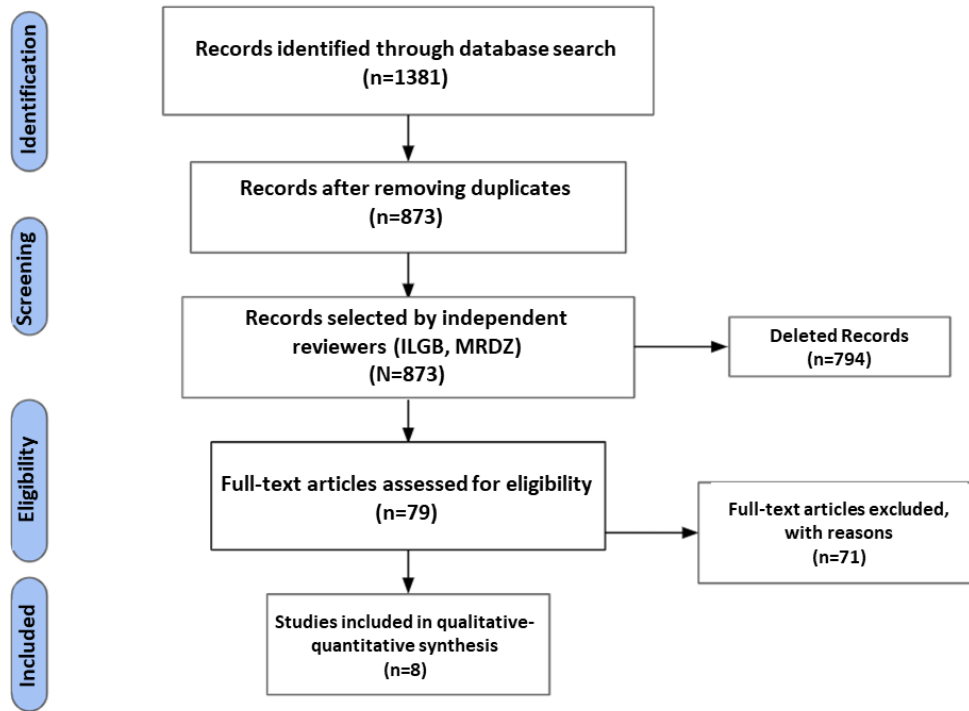 Identification
Records identified through database search
(n=1381)
Records after removing duplicates
(n=873)
Screening
Records selected by independent
reviewers (ILGB, MRDZ)
(N=873)
Deleted Records
(n=794)
Eligibility
Full-text articles assessed for eligibility
(n=79)
Full-text articles excluded,
with reasons
(n=71)
Included
Studies included in qualitative-
quantitative synthesis
(n=8)